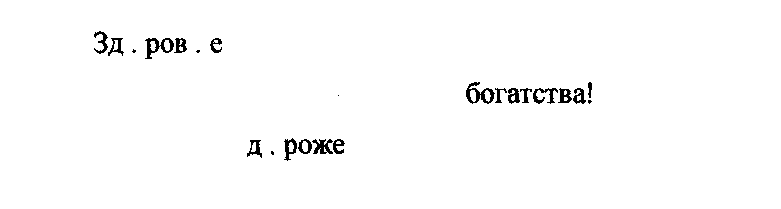 Зд . ров . е
богатства!
д . роже